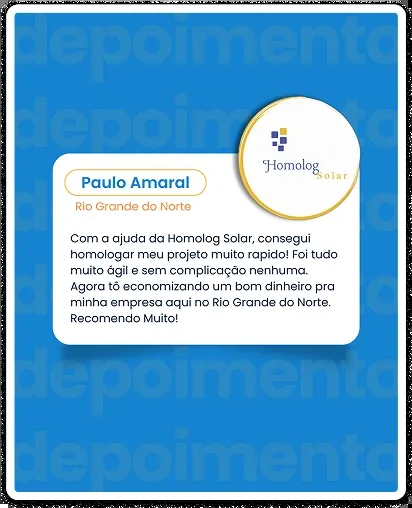 depoimento
depoimento
Homolog
Solar
Paulo Amaral
Rio Grande do Norte
Com a ajuda da Homolog Solar, consegui
homologar meu projeto muito rapido! Foi tudo
muito ágil e sem complicação nenhuma.
Agora tô economizando um bom dinheiro pra
minha empresa aqui no Rio Grande do Norte.
Recomendo Muito!
depoimento
depoimento